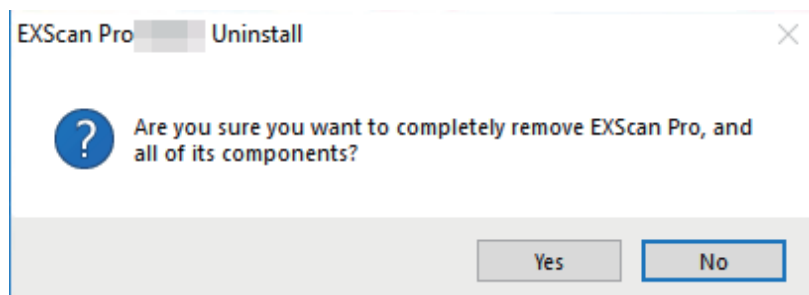 EXScan Pro Uninstall
Are you sure you want to completely remove EXScan Pro, and
all of its components?
Yes No